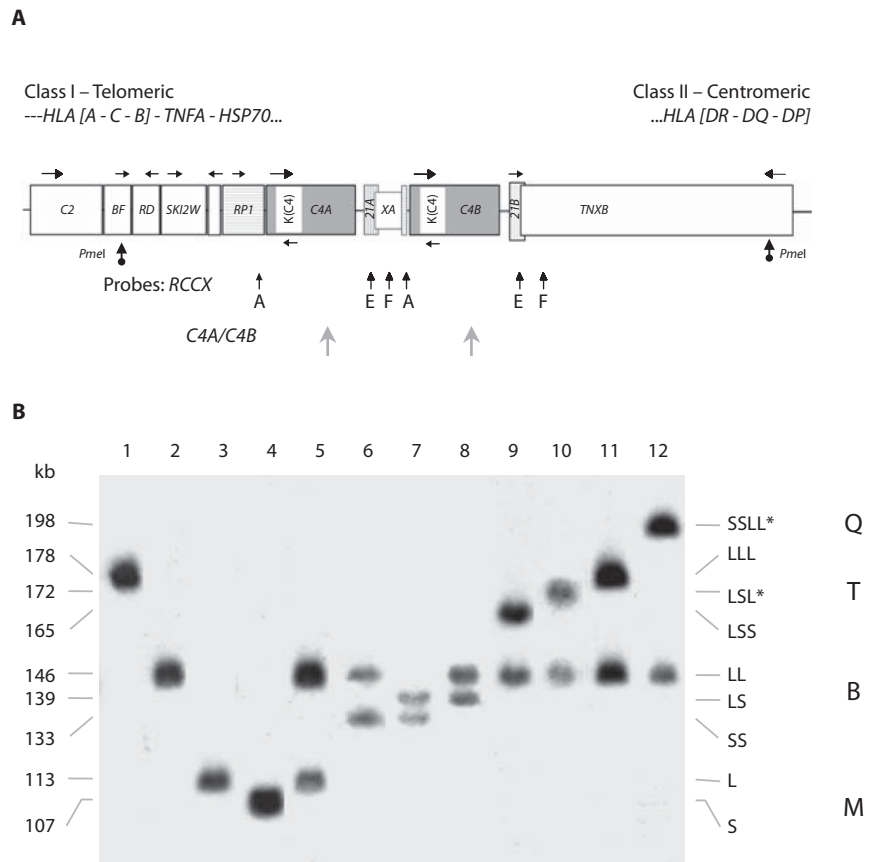 A
Class I – Telomeric
---HLA [A - C - B] - TNFA - HSP70...
Class II – Centromeric
...HLA [DR - DQ - DP]
C2 BF RD SKI2W RP1 K(C4) C4A 21A XA K(C4) C4B 21B TNXB
PmeI PmeI
Probes: RCCX
A E F A E F
C4A/C4B
B
1 2 3 4 5 6 7 8 9 10 11 12
kb
198 SSLL* Q
178 LLL
172 LSL* T
165 LSS
146 LL
139 LS B
133 SS
113 L
107 S M